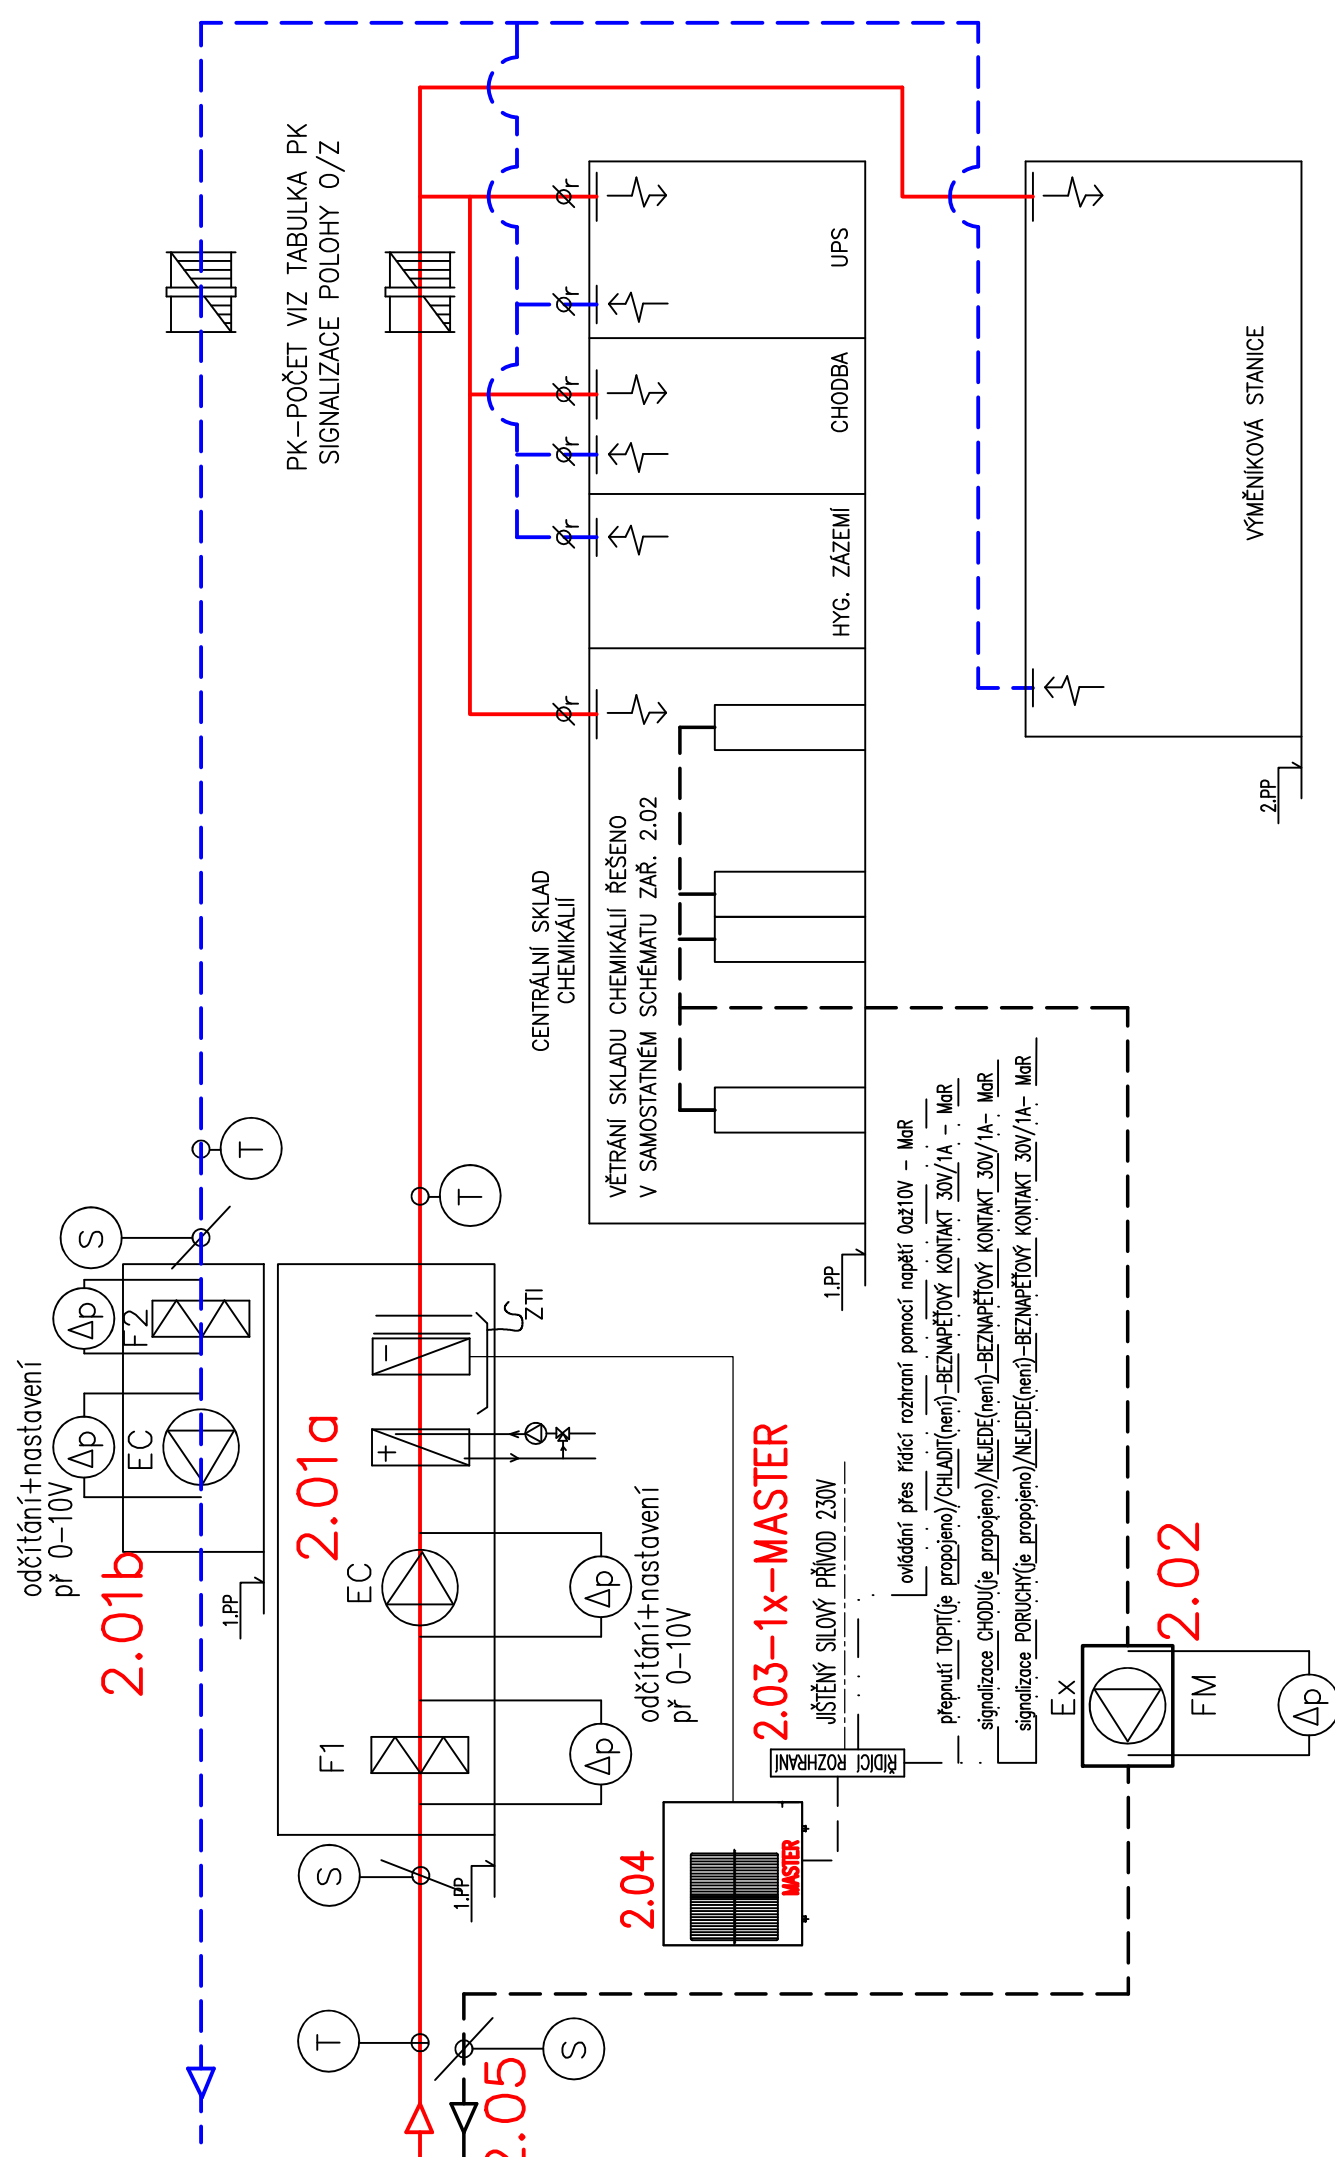 PK-POČET VIZ TABULKA PK
SIGNALIZACE POLOHY O/Z
ør
UPS
ør
ør
CHODBA
ør
ør
HYG. ZÁZEMÍ
ør
VÝMĚNÍKOVÁ STANICE
2.PP
CENTRÁLNÍ SKLAD
CHEMIKÁLIÍ
VĚTRÁNÍ SKLADU CHEMIKÁLIÍ ŘEŠENO
V SAMOSTATNÉM SCHÉMATU ZAŘ. 2.02
1.PP
T
S
Δp
F2
Δp
EC
odčítání+nastavení
př 0-10V
2.01b
1.PP
T
ZTI
-
+
2.01a
EC
Δp
odčítání+nastavení
př 0-10V
F1
Δp
S
1.PP
2.03-1x-MASTER
JIŠTĚNÝ SILOVÝ PŘÍVOD 230V
ovládání přes řídící rozhraní pomocí napětí 0až10V - MaR
přepnutí TOPIT(je propojeno)/CHLADIT(není)-BEZNAPĚŤOVÝ KONTAKT 30V/1A - MaR
signalizace CHODU(je propojeno)/NEJEDE(není)-BEZNAPĚŤOVÝ KONTAKT 30V/1A- MaR
signalizace PORUCHY(je propojeno)/NEJEDE(není)-BEZNAPĚŤOVÝ KONTAKT 30V/1A- MaR
ŘÍDÍCÍ ROZHRANÍ
2.04
MASTER
2.02
Ex
FM
Δp
T
S
2.05